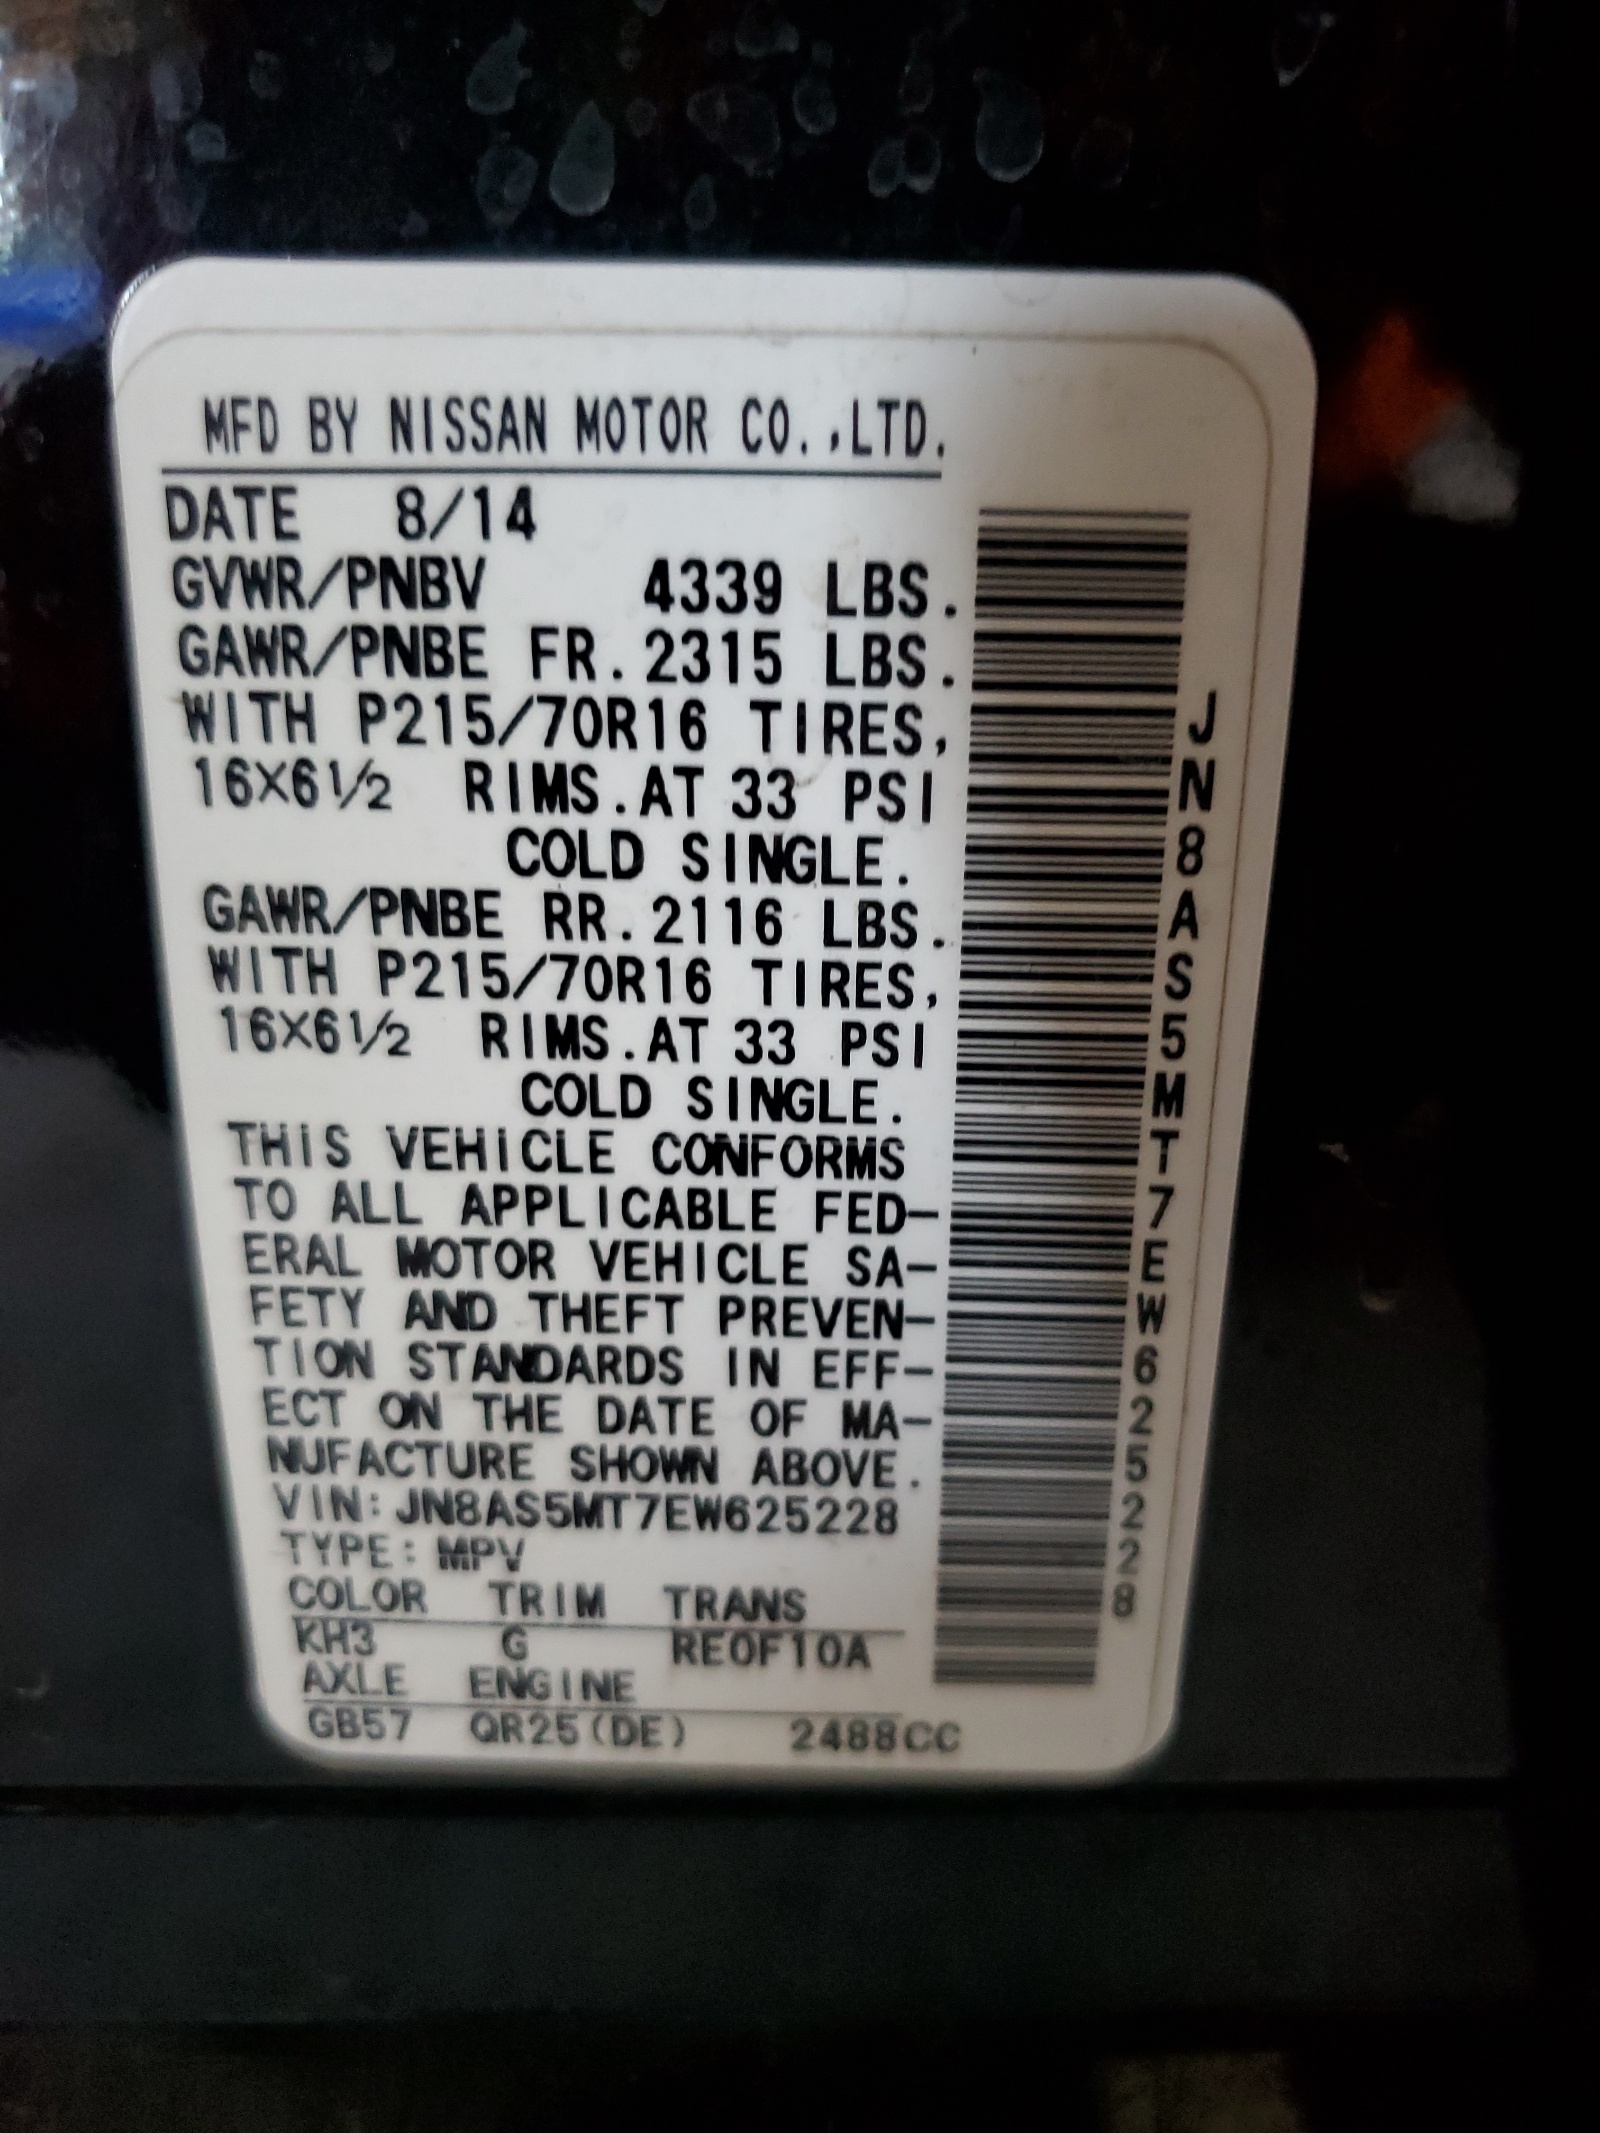 MFD BY NISSAN MOTOR CO.,LTD.
DATE 8/14
GVWR/PNBV 4339 LBS.
GAWR/PNBE FR. 2315 LBS.
WITH P215/70R16 TIRES,
16X6 1/2 RIMS. AT 33 PSI
COLD SINGLE.
GAWR/PNBE RR. 2116 LBS.
WITH P215/70R16 TIRES,
16X6 1/2 RIMS. AT 33 PSI
COLD SINGLE.
THIS VEHICLE CONFORMS
TO ALL APPLICABLE FED-
ERAL MOTOR VEHICLE SA-
FETY AND THEFT PREVEN-
TION STANDARDS IN EFF-
ECT ON THE DATE OF MA-
NUFACTURE SHOWN ABOVE.
VIN: JN8AS5MT7EW625228
TYPE: MPV
COLOR TRIM TRANS
KH3 G RE0F10A
AXLE ENGINE
GB57 QR25(DE) 2488CC
JN8AS5MT7EW625228